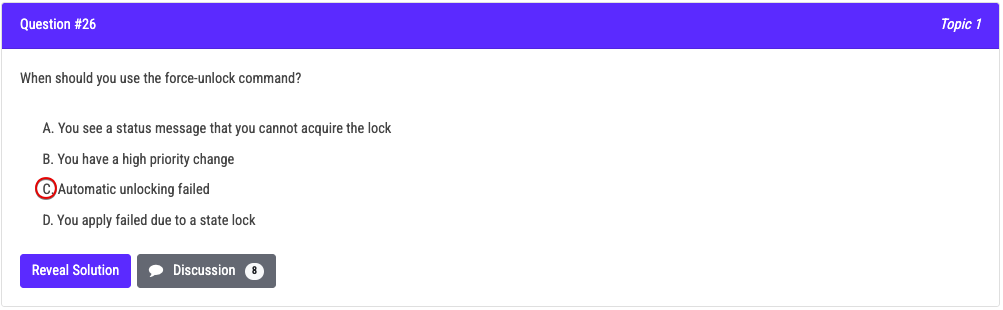 Question #26
Topic 1
When should you use the force-unlock command?
A. You see a status message that you cannot acquire the lock
B. You have a high priority change
C. Automatic unlocking failed
D. You apply failed due to a state lock
Reveal Solution
Discussion 8